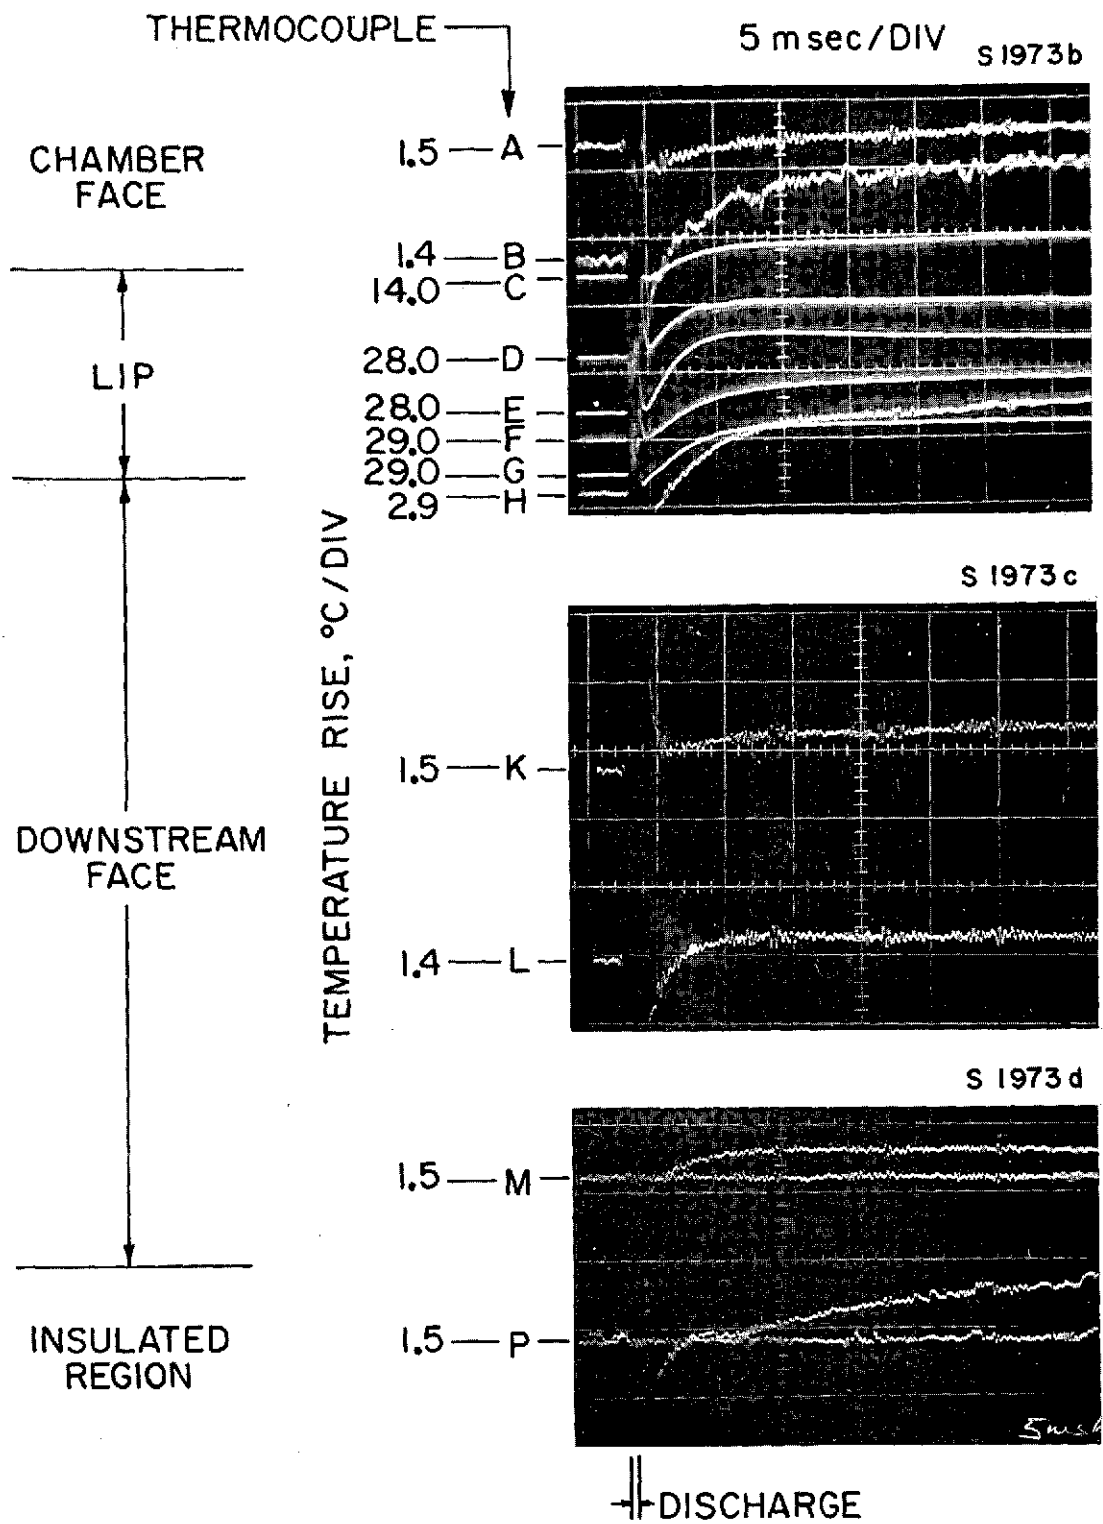 THERMOCOUPLE
5 msec/DIV
S 1973b
CHAMBER
FACE
1.5 — A
1.4 — B
14.0 — C
LIP
28.0 — D
28.0 — E
29.0 — F
29.0 — G
2.9 — H
TEMPERATURE RISE, °C/DIV
S 1973c
1.5 — K
DOWNSTREAM
FACE
1.4 — L
S 1973d
1.5 — M
INSULATED
REGION
1.5 — P
DISCHARGE